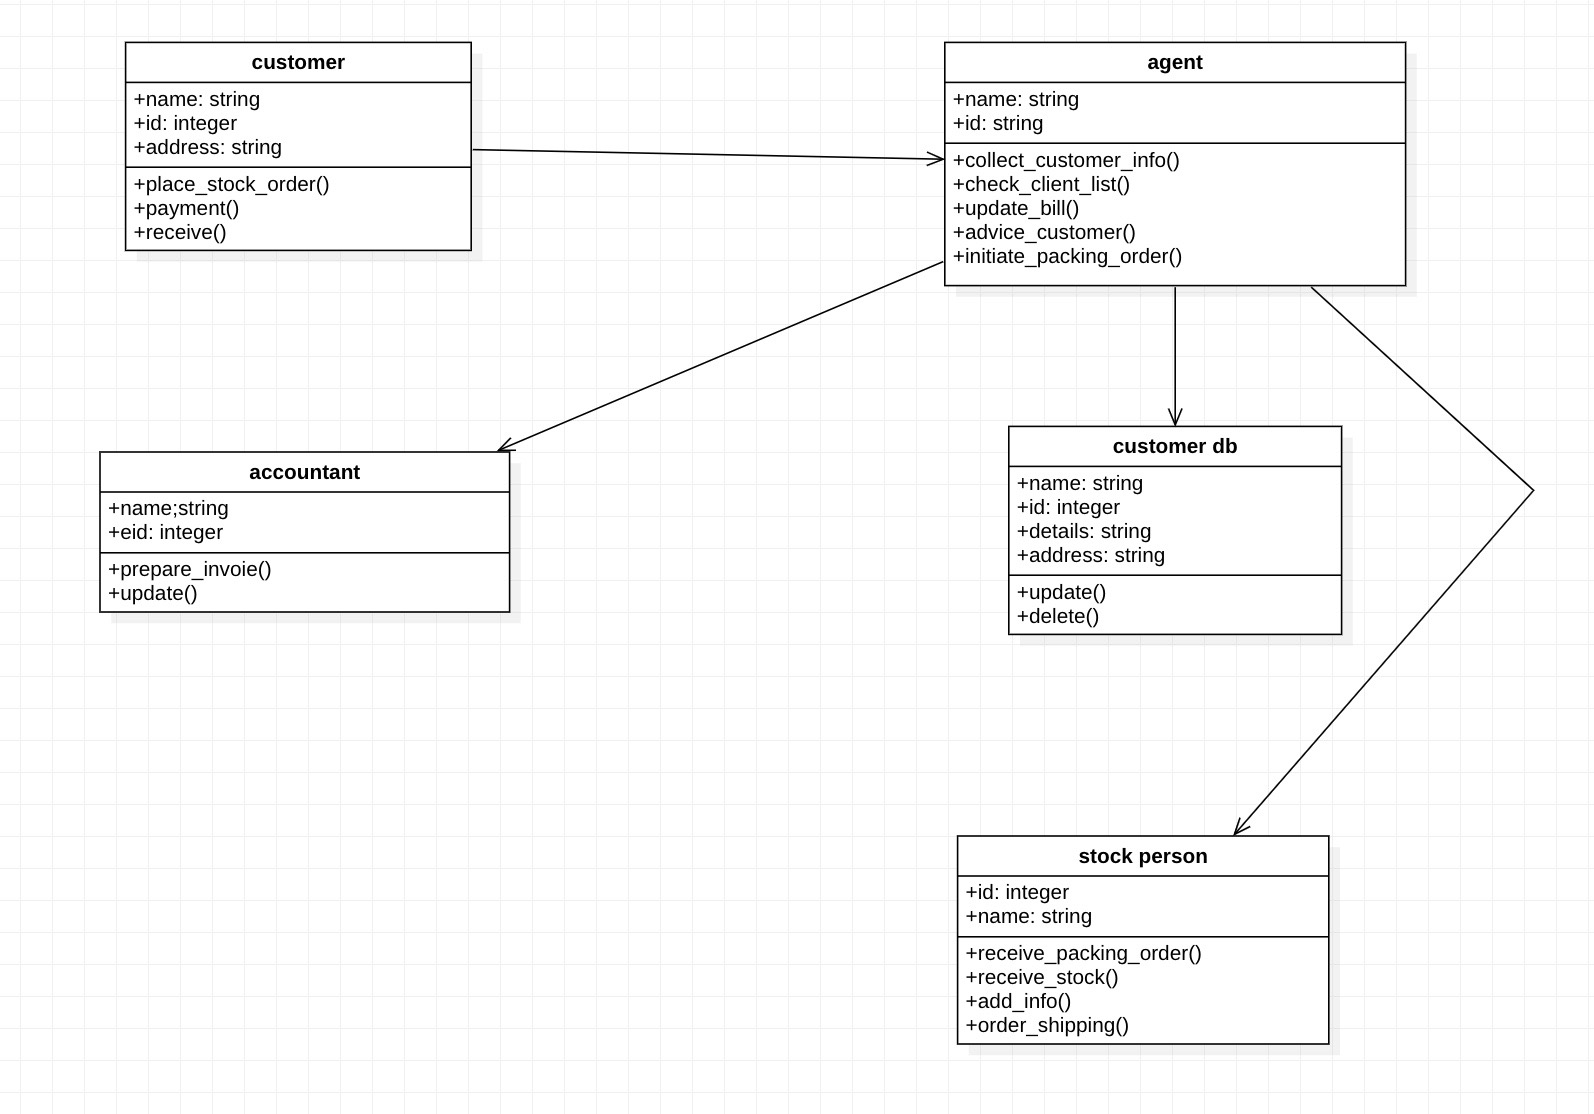 customer
+name: string
+id: integer
+address: string
+place_stock_order()
+payment()
+receive()
agent
+name: string
+id: string
+collect_customer_info()
+check_client_list()
+update_bill()
+advice_customer()
+initiate_packing_order()
accountant
+name;string
+eid: integer
+prepare_invoie()
+update()
customer db
+name: string
+id: integer
+details: string
+address: string
+update()
+delete()
stock person
+id: integer
+name: string
+receive_packing_order()
+receive_stock()
+add_info()
+order_shipping()